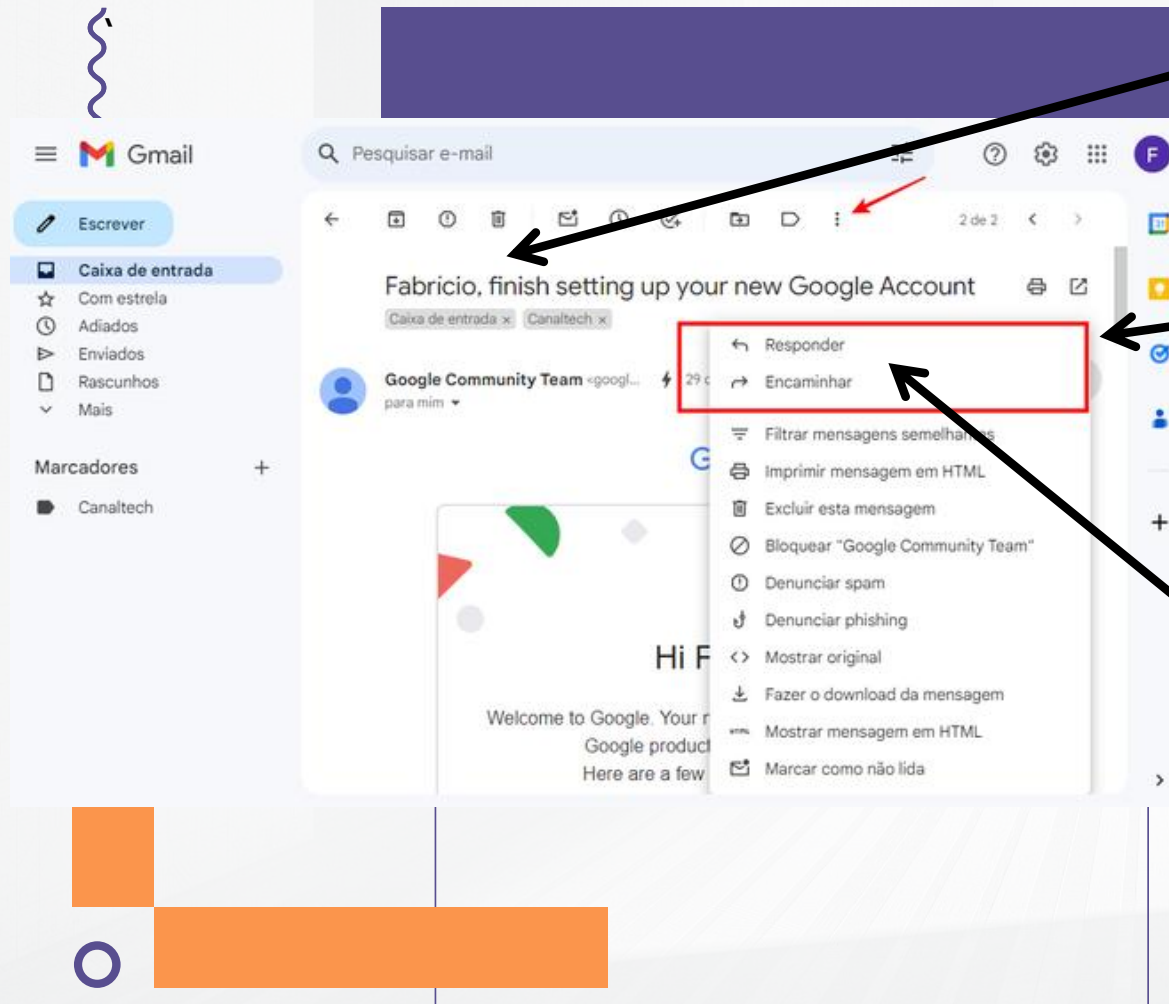 Gmail
Pesquisar e-mail
F
Escrever
2 de 2
31
Caixa de entrada
Com estrela
Adiados
Enviados
Rascunhos
Mais
Marcadores
Canaltech
Fabricio, finish setting up your new Google Account
Caixa de entrada x Canaltech x
Google Community Team <googl... 29
para mim
Responder
Encaminhar
Filtrar mensagens semelhantes
Imprimir mensagem em HTML
Excluir esta mensagem
Bloquear "Google Community Team"
Denunciar spam
Denunciar phishing
Mostrar original
Fazer o download da mensagem
Mostrar mensagem em HTML
Marcar como não lida
G
Hi F
Welcome to Google. Your
Google product
Here are a few